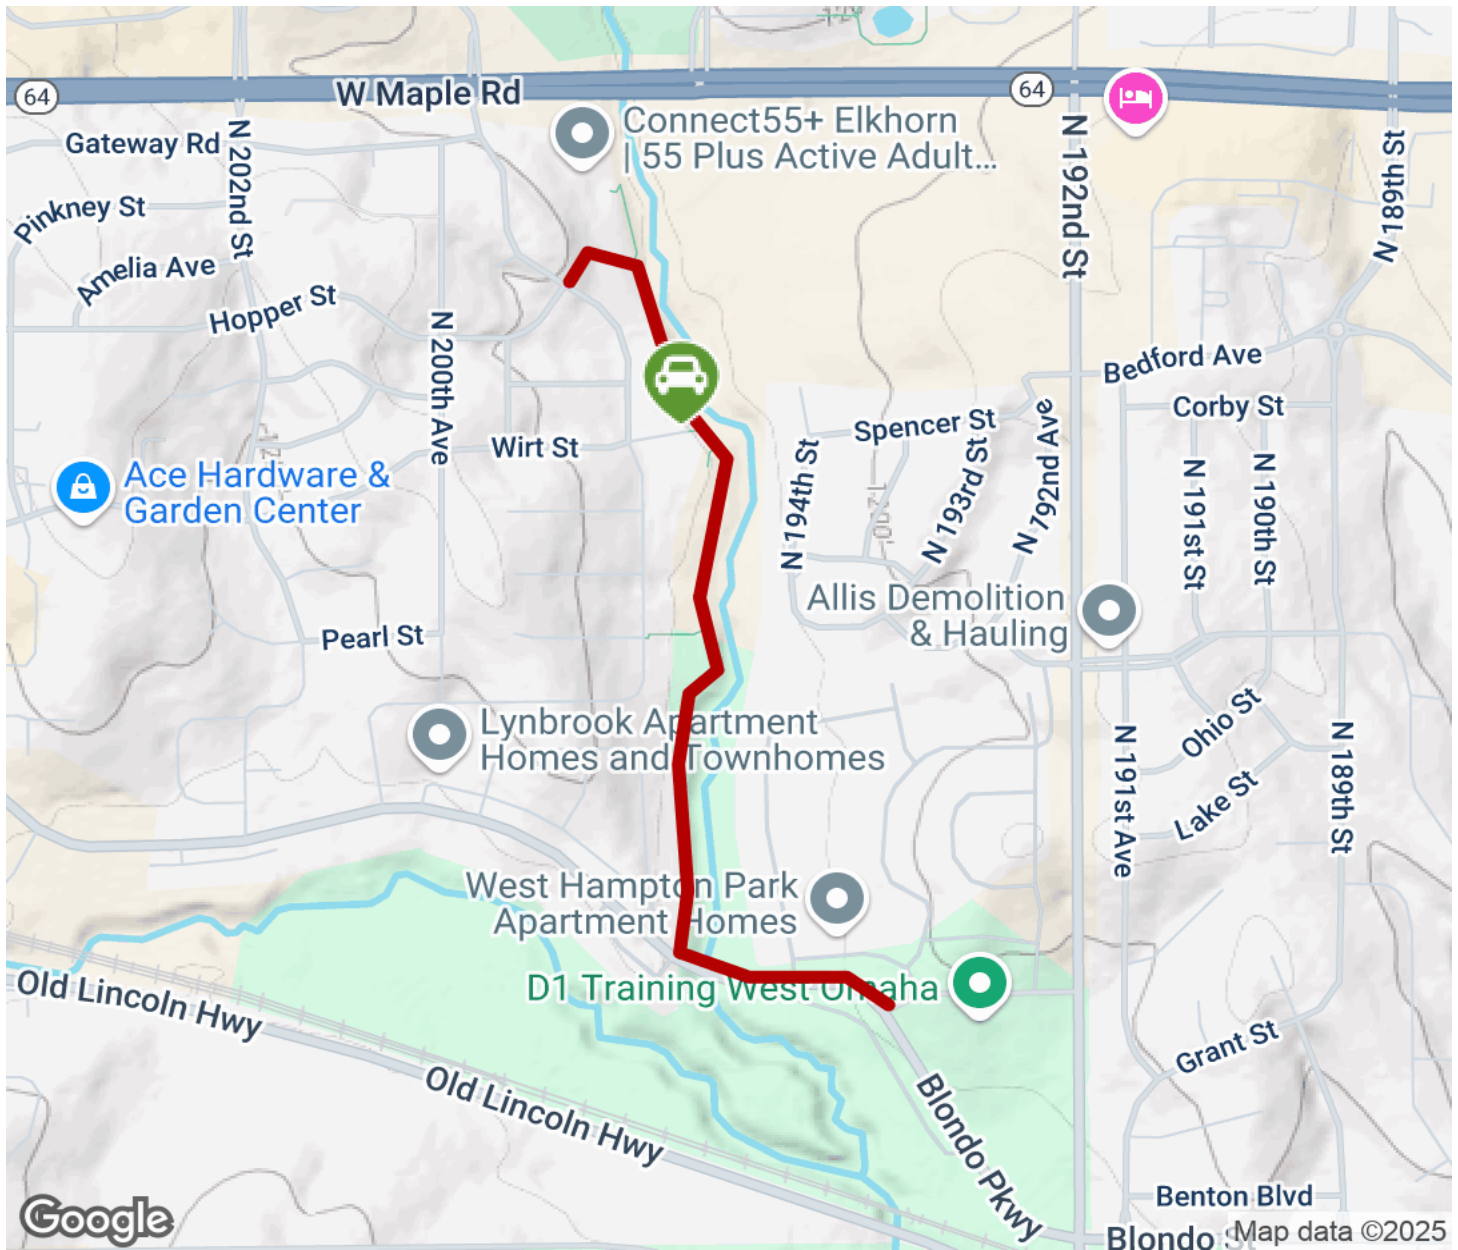 64
W Maple Rd
64
Connect55+ Elkhorn
| 55 Plus Active Adult...
Gateway Rd
N 202nd St
N 192nd St
N 189th St
Pinkney St
Amelia Ave
Hopper St
N 200th Ave
Bedford Ave
Corby St
Spencer St
Wirt St
N 194th St
N 193rd St
N 192nd Ave
N 191st St
N 190th St
Ace Hardware &
Garden Center
1,200'
Allis Demolition
& Hauling
Pearl St
Lynbrook Apartment
Homes and Townhomes
Ohio St
Lake St
N 191st Ave
N 189th St
West Hampton Park
Apartment Homes
D1 Training West Omaha
Old Lincoln Hwy
Old Lincoln Hwy
Grant St
Blondo Pkwy
Benton Blvd
Blondo St
Google
Map data ©2025